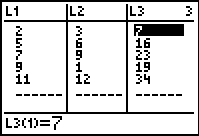 L1 L2 L3 3
2 3 7
5 6 16
7 9 23
9 1 19
11 12 34
------ ------ ------
L3(1)=7